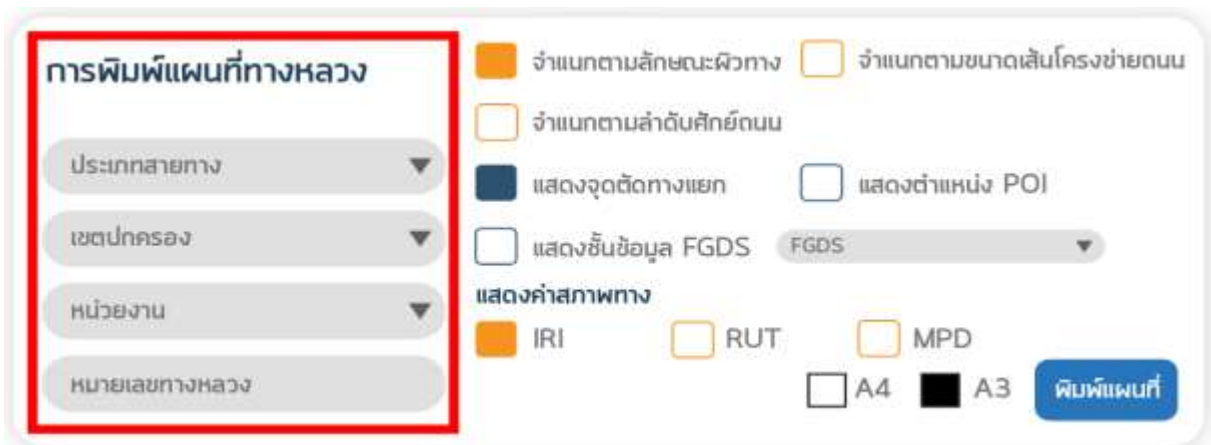 การพิมพ์แผนที่ทางหลวง
ประเภทสายทาง
เขตปกครอง
หน่วยงาน
หมายเลขทางหลวง
จำแนกตามลักษณะผิวทาง จำแนกตามขนาดเส้นโครงข่ายถนน
จำแนกตามลำดับศักย์ถนน
แสดงจุดตัดทางแยก แสดงตำแหน่ง POI
แสดงชั้นข้อมูล FGDS FGDS
แสดงค่าสภาพทาง
IRI RUT MPD
A4 A3 พิมพ์แผนที่